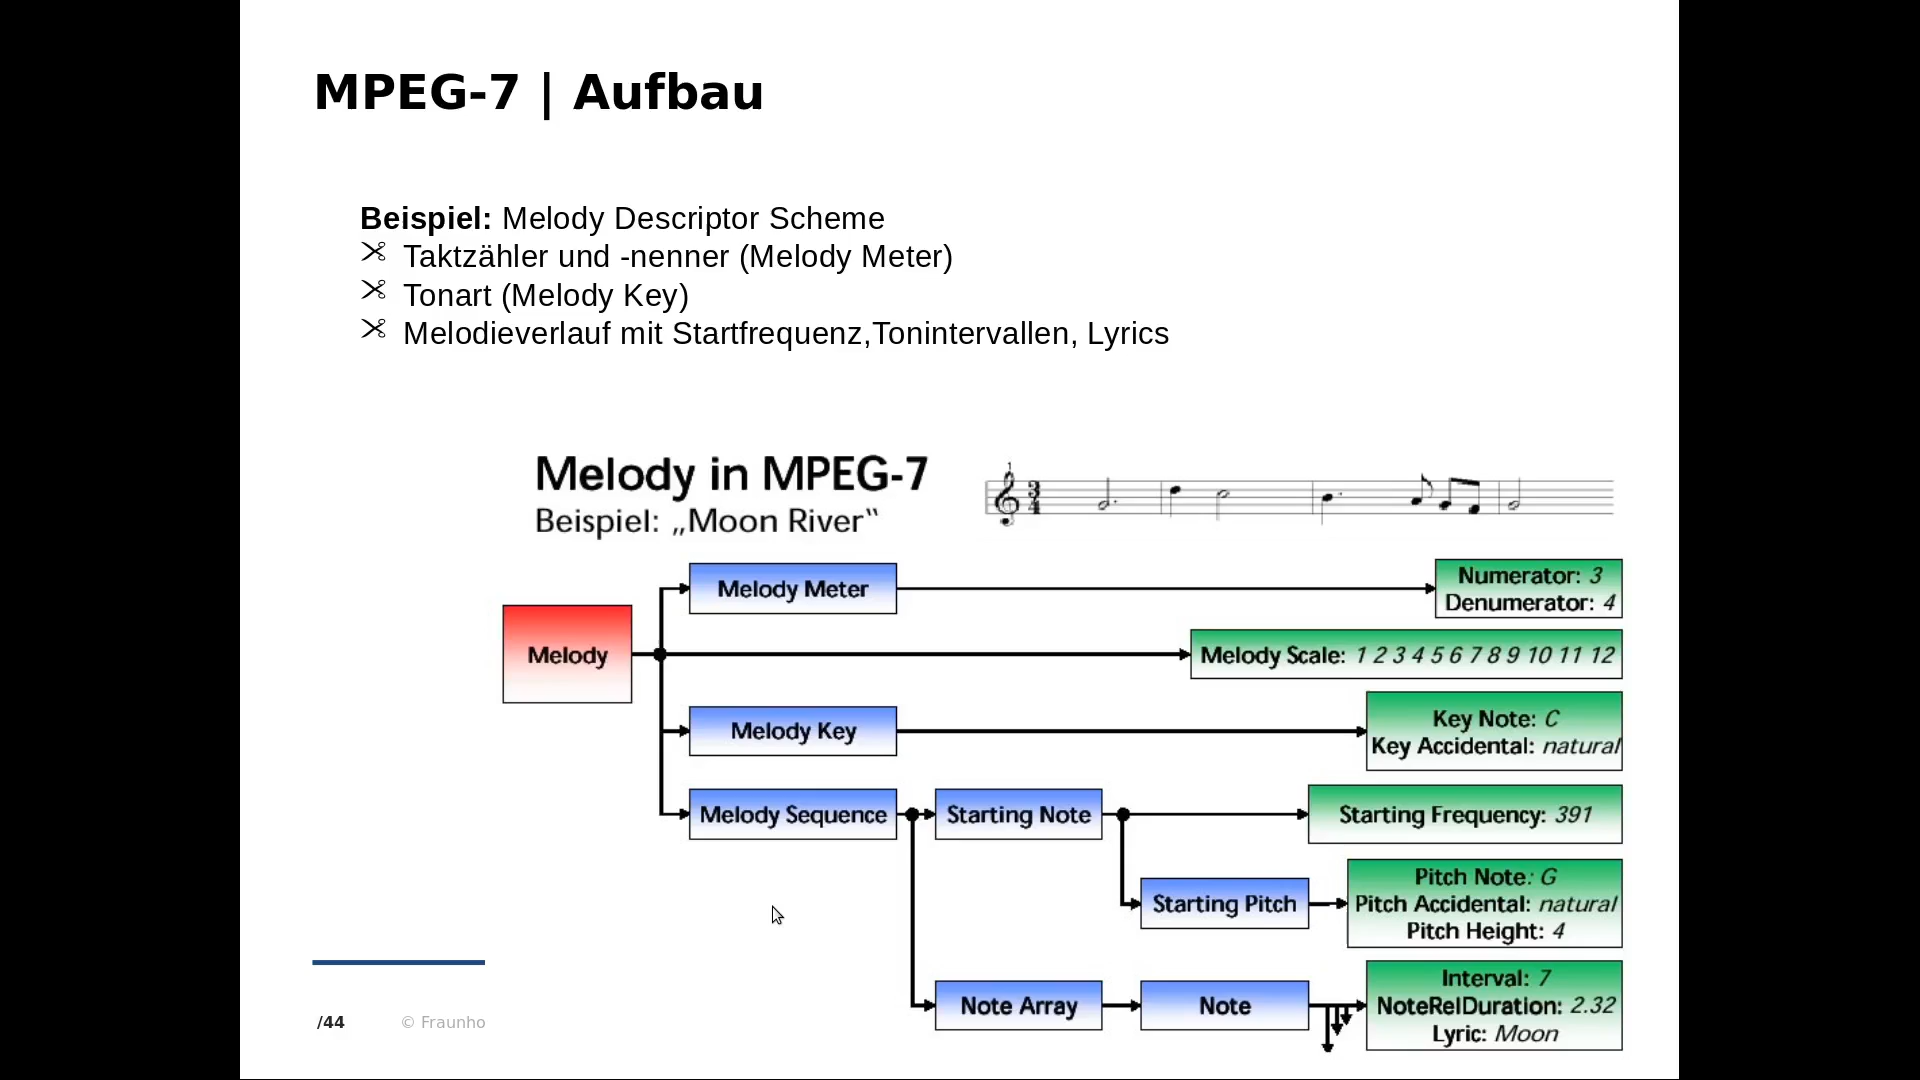 MPEG-7 | Aufbau
Beispiel: Melody Descriptor Scheme
Taktzähler und -nenner (Melody Meter)
Tonart (Melody Key)
Melodieverlauf mit Startfrequenz,Tonintervallen, Lyrics
Melody in MPEG-7
Beispiel: „Moon River“
1
3
4
Melody Meter
Numerator: 3
Denumerator: 4
Melody
Melody Scale: 1 2 3 4 5 6 7 8 9 10 11 12
Melody Key
Key Note: C
Key Accidental: natural
Melody Sequence
Starting Note
Starting Frequency: 391
Starting Pitch
Pitch Note: G
Pitch Accidental: natural
Pitch Height: 4
Note Array
Note
Interval: 7
NoteRelDuration: 2.32
Lyric: Moon
/44
© Fraunho